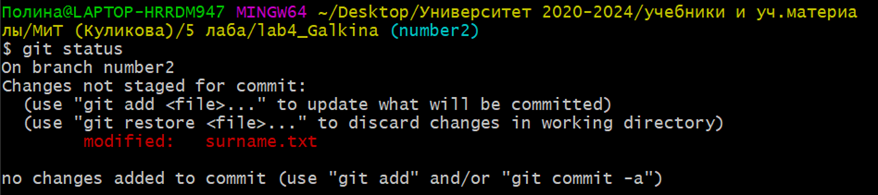 Полина@LAPTOP-HRRDM947 MINGW64 ~/Desktop/Университет 2020-2024/учебники и уч.материа
лы/МиТ (Куликова)/5 лаба/lab4_Galkina (number2)
$ git status
On branch number2
Changes not staged for commit:
  (use "git add <file>..." to update what will be committed)
  (use "git restore <file>..." to discard changes in working directory)
        modified:   surname.txt

no changes added to commit (use "git add" and/or "git commit -a")